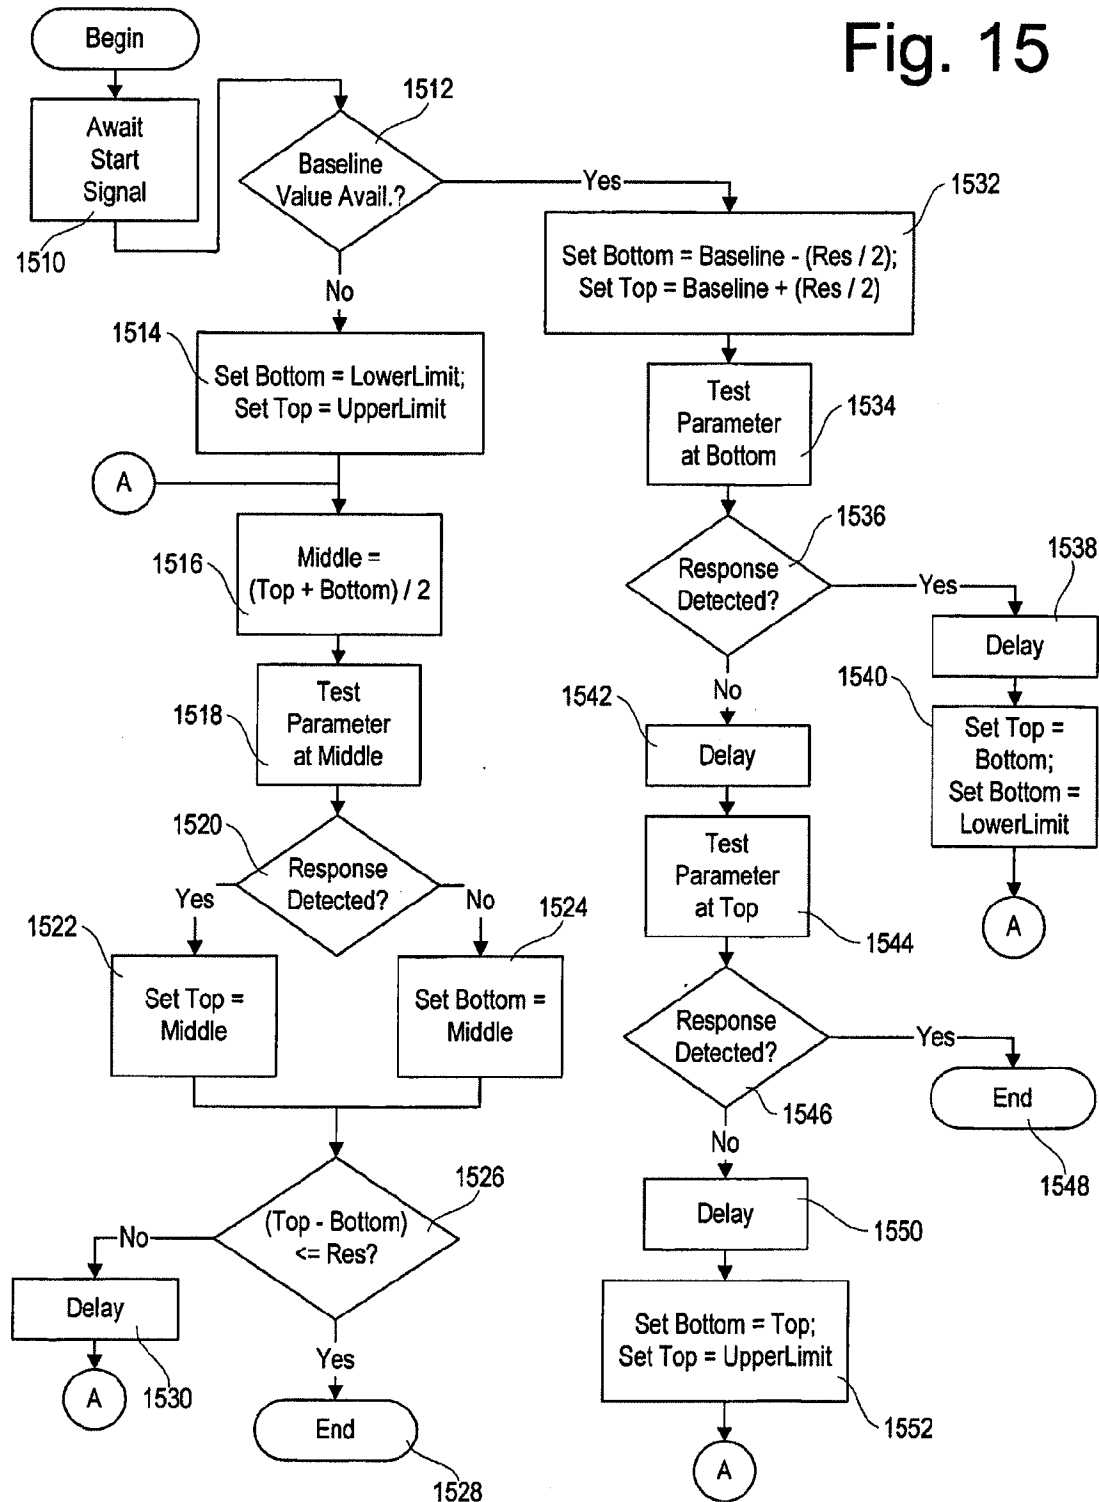 Fig. 15
Begin
Await
Start
Signal
1510
1512
Baseline
Value Avail.?
Yes
No
1514
Set Bottom = LowerLimit;
Set Top = UpperLimit
A
1516
Middle =
(Top + Bottom) / 2
1518
Test
Parameter
at Middle
1520
Response
Detected?
Yes
No
1522
Set Top =
Middle
1524
Set Bottom =
Middle
1526
(Top - Bottom)
<= Res?
No
Delay
1530
A
Yes
End
1528
1532
Set Bottom = Baseline - (Res / 2);
Set Top = Baseline + (Res / 2)
Test
Parameter
at Bottom
1534
1536
Response
Detected?
Yes
1538
Delay
1540
Set Top =
Bottom;
Set Bottom =
LowerLimit
A
No
1542
Delay
Test
Parameter
at Top
1544
Response
Detected?
1546
Yes
End
1548
No
Delay
1550
Set Bottom = Top;
Set Top = UpperLimit
1552
A